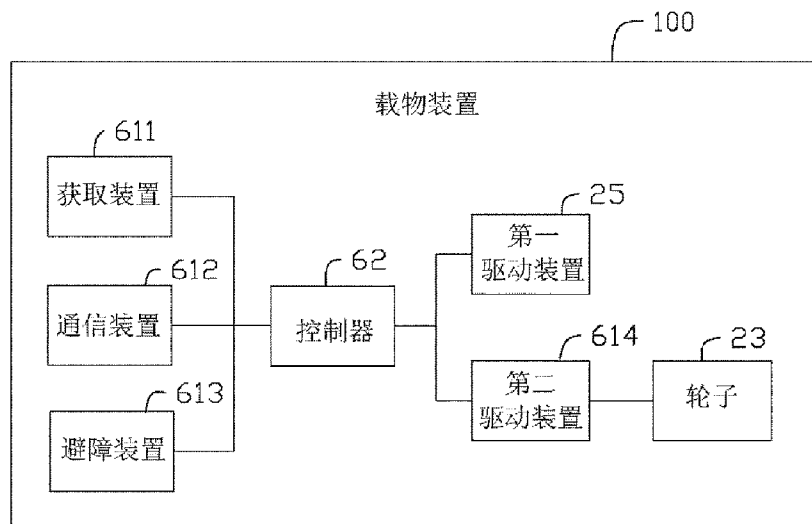 100
载物装置
611
获取装置
25
第一
驱动装置
612
通信装置
62
控制器
614
第二
驱动装置
23
轮子
613
避障装置